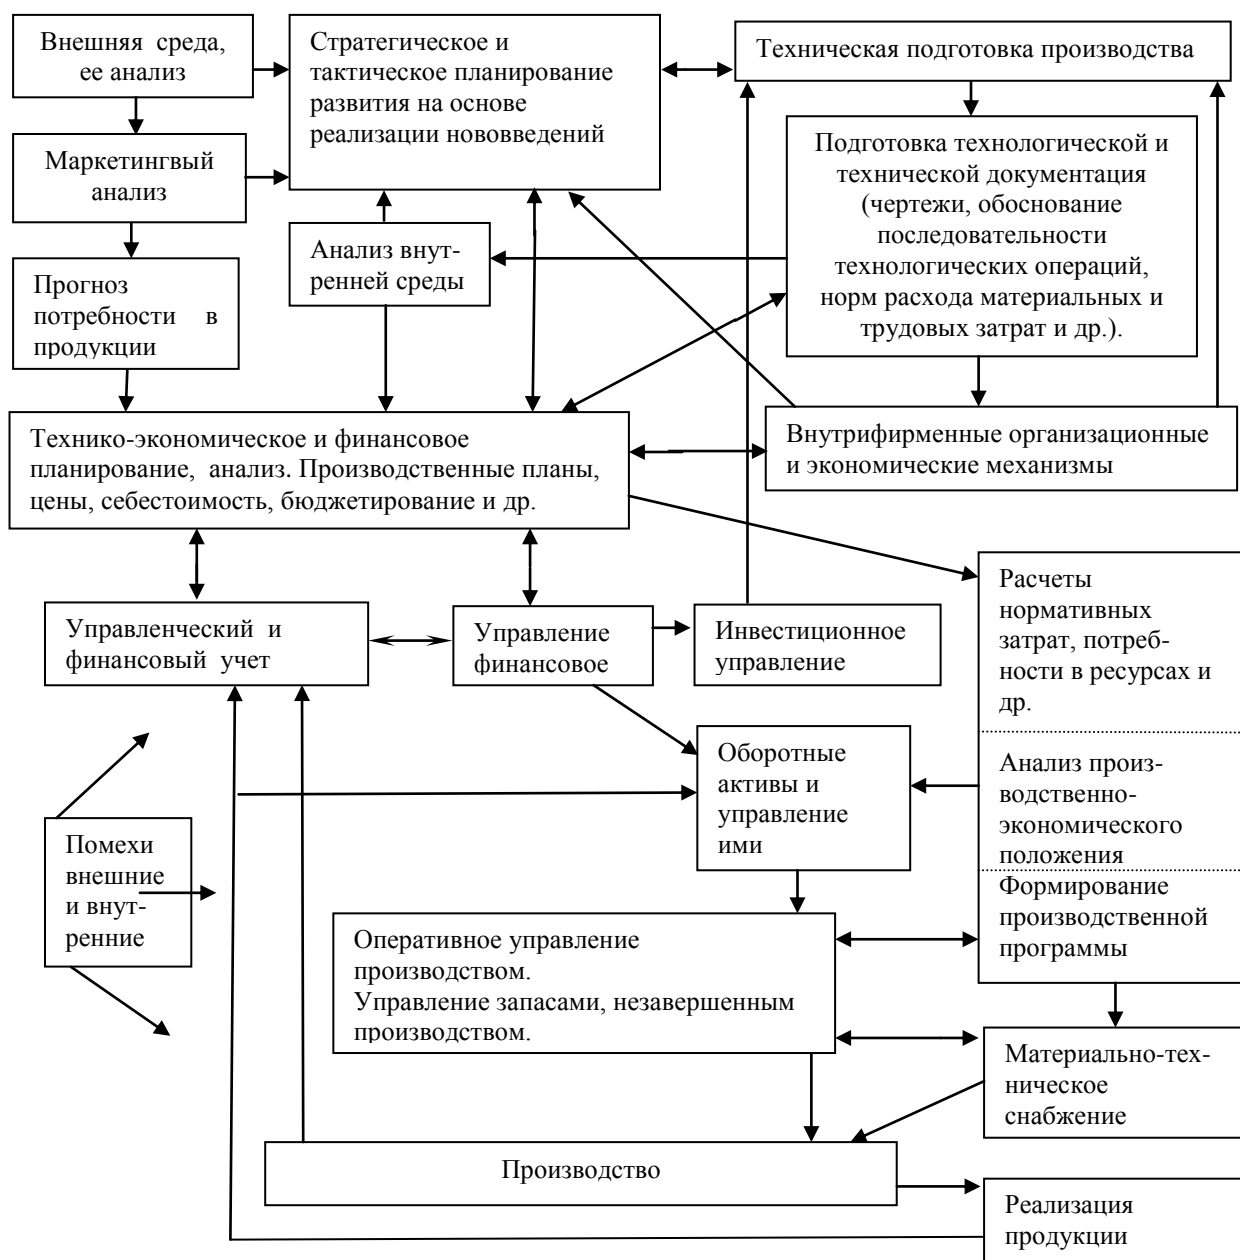 Внешняя среда,
ее анализ
Стратегическое и
тактическое планирование
развития на основе
реализации нововведений
Техническая подготовка производства
Маркетингвый
анализ
Подготовка технологической и
технической документация
(чертежи, обоснование
последовательности
технологических операций,
норм расхода материальных и
трудовых затрат и др.).
Анализ внут-
ренней среды
Прогноз
потребности в
продукции
Технико-экономическое и финансовое
планирование, анализ. Производственные планы,
цены, себестоимость, бюджетирование и др.
Внутрифирменные организационные
и экономические механизмы
Управленческий и
финансовый учет
Управление
финансовое
Инвестиционное
управление
Расчеты
нормативных
затрат, потреб-
ности в ресурсах и
др.
Анализ произ-
водственно-
экономического
положения
Формирование
производственной
программы
Оборотные
активы и
управление
ими
Помехи
внешние
и внут-
ренние
Оперативное управление
производством.
Управление запасами, незавершенным
производством.
Материально-тех-
ническое
снабжение
Производство
Реализация
продукции